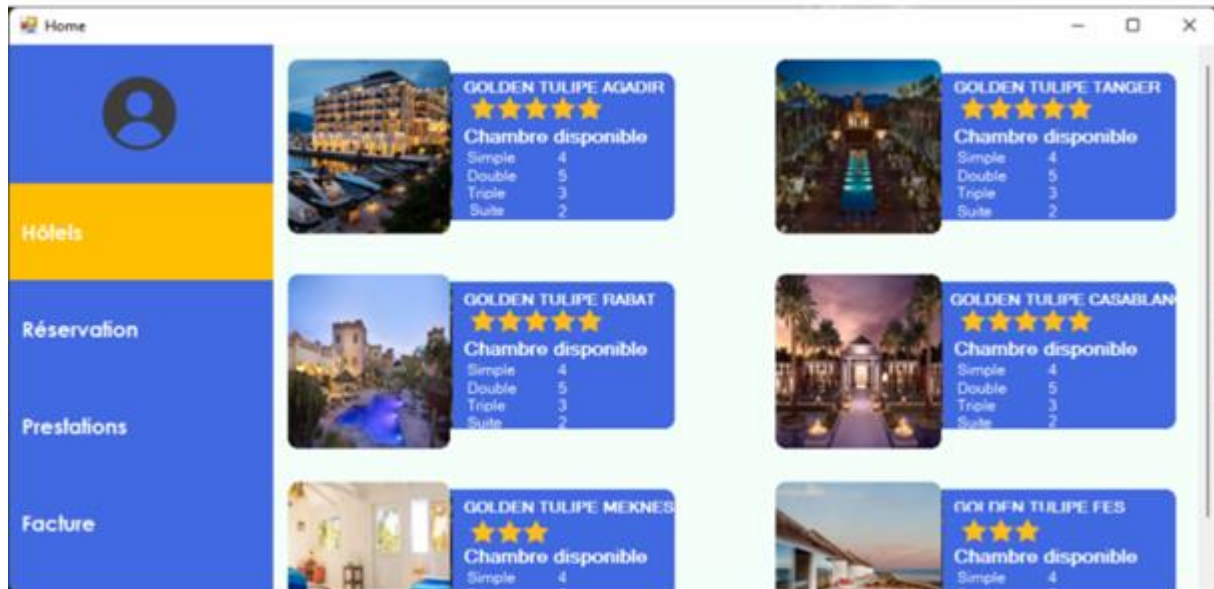 Home
Hôtels
Réservation
Prestations
Facture
GOLDEN TULIPE AGADIR
Chambre disponible
Simple 4
Double 5
Triple 3
Suite 2
GOLDEN TULIPE TANGER
Chambre disponible
Simple 4
Double 5
Triple 3
Suite 2
GOLDEN TULIPE RABAT
Chambre disponible
Simple 4
Double 5
Triple 3
Suite 2
GOLDEN TULIPE CASABLAN
Chambre disponible
Simple 4
Double 5
Triple 3
Suite 2
GOLDEN TULIPE MEKNES
Chambre disponible
Simple 4
GOLDEN TULIPE FES
Chambre disponible
Simple 4